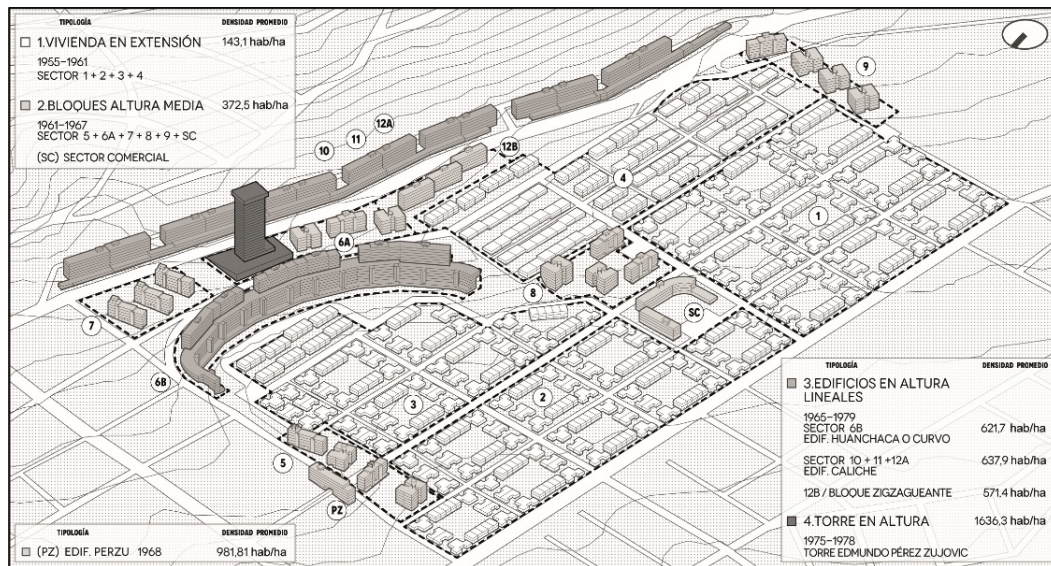 TIPOLOGÍA DENSIDAD PROMEDIO
1.VIVIENDA EN EXTENSIÓN 143,1 hab/ha
1955-1961
SECTOR 1 + 2 + 3 + 4
2.BLOQUES ALTURA MEDIA 372,5 hab/ha
1961-1967
SECTOR 5 + 6A + 7 + 8 + 9 + SC
(SC) SECTOR COMERCIAL
9
12A
11
10
12B
4
1
6A
8
SC
7
6B
3
2
5
PZ
TIPOLOGÍA DENSIDAD PROMEDIO
3.EDIFICIOS EN ALTURA
LINEALES
1965-1979
SECTOR 6B 621,7 hab/ha
EDIF. HUANCHACA O CURVO
SECTOR 10 + 11 +12A 637,9 hab/ha
EDIF. CALICHE
12B / BLOQUE ZIGZAGUEANTE 571.4 hab/ha
4.TORRE EN ALTURA 1636,3 hab/ha
1975-1978
TORRE EDMUNDO PÉREZ ZUJOVIC
TIPOLOGÍA DENSIDAD PROMEDIO
(PZ) EDIF. PERZU 1968 981,81 hab/ha